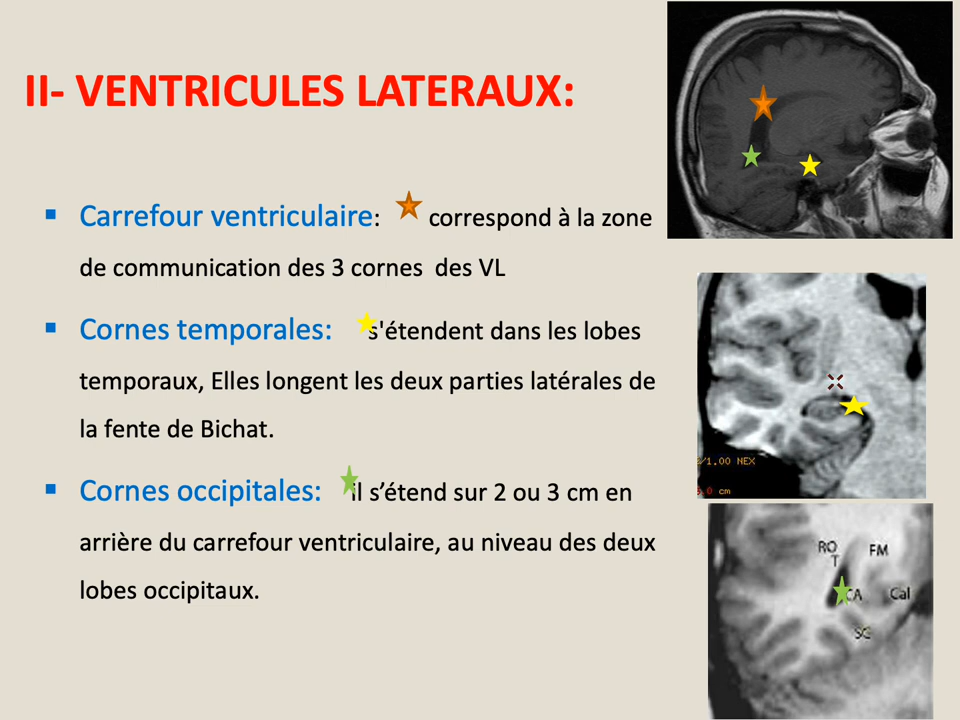 II- VENTRICULES LATERAUX:
▪ Carrefour ventriculaire: correspond à la zone
de communication des 3 cornes des VL
▪ Cornes temporales: s'étendent dans les lobes
temporaux, Elles longent les deux parties latérales de
la fente de Bichat.
▪ Cornes occipitales: il s’étend sur 2 ou 3 cm en
arrière du carrefour ventriculaire, au niveau des deux
lobes occipitaux.
/1.00 NEX
.0 cm
RO FM
T
CA Cal
SC